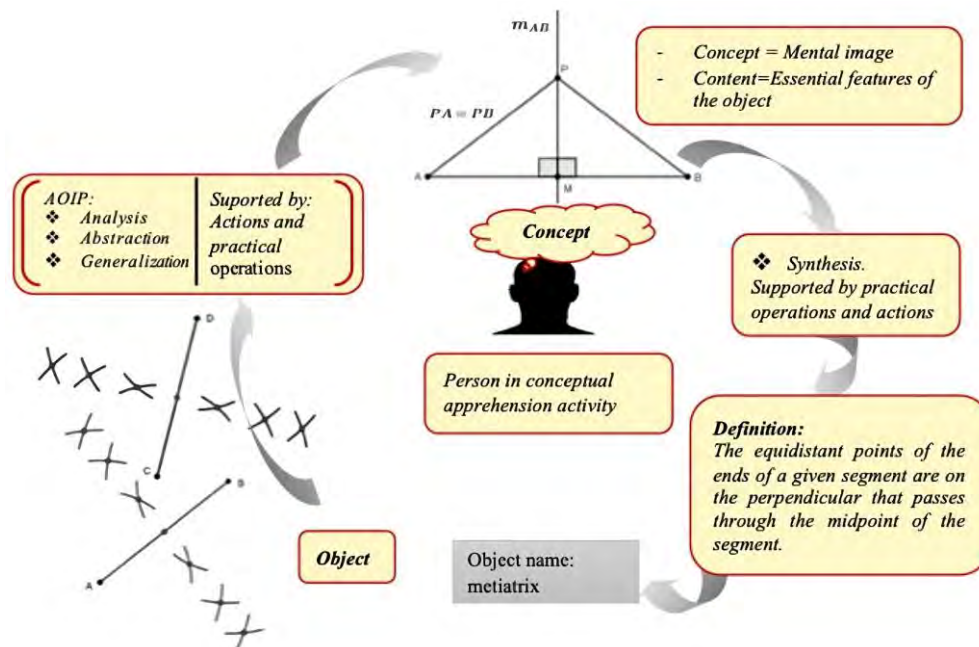 m_AB
P
PA = PB
A
M
B
- Concept = Mental image
- Content=Essential features of
the object
AOIP:
❖ Analysis
❖ Abstraction
❖ Generalization
Suported by:
Actions and
practical
operations
Concept
❖ Synthesis.
Supported by practical
operations and actions
D
C
B
A
Person in conceptual
apprehension activity
Definition:
The equidistant points of the
ends of a given segment are on
the perpendicular that passes
through the midpoint of the
segment.
Object
Object name:
metiatrix